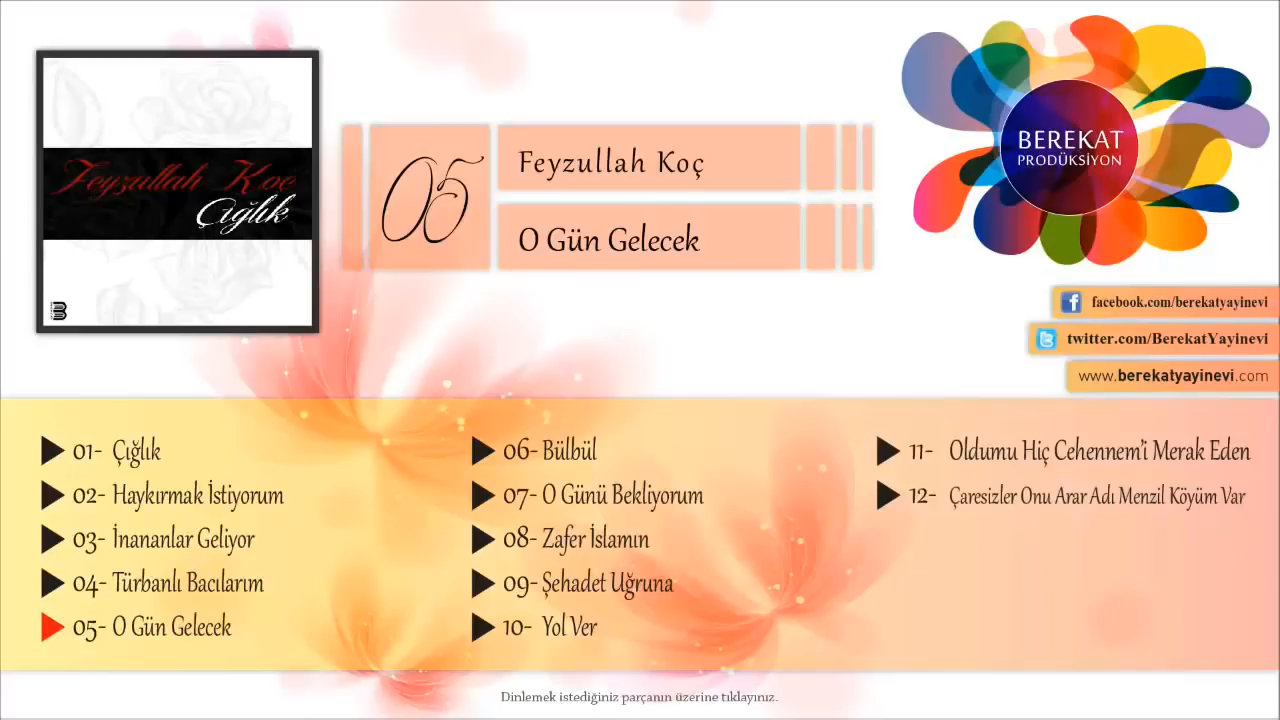 Feyzullah Koç
Çığlık
05
Feyzullah Koç
O Gün Gelecek
BEREKAT
PRODÜKSİYON
facebook.com/berekatyayinevi
twitter.com/BerekatYayinevi
www.berekatyayinevi.com
01- Çığlık
02- Haykırmak İstiyorum
03- İnananlar Geliyor
04- Türbanlı Bacılarım
05- O Gün Gelecek
06- Bülbül
07- O Günü Bekliyorum
08- Zafer İslamın
09- Şehadet Uğruna
10- Yol Ver
11- Oldumu Hiç Cehennem'i Merak Eden
12- Çaresizler Onu Arar Adı Menzil Köyüm Var
Dinlemek istediğiniz parçanın üzerine tıklayınız.